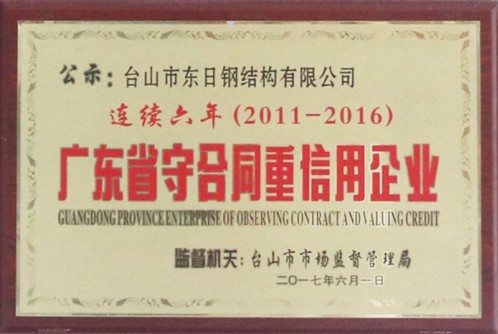 公示：台山市东日钢结构有限公司
连续六年(2011-2016)
广东省守合同重信用企业
GUANGDONG PROVINCE ENTERPRISE OF OBSERVING CONTRACT AND VALUING CREDIT
监督机关：台山市市场监督管理局
二〇一七年六月一日